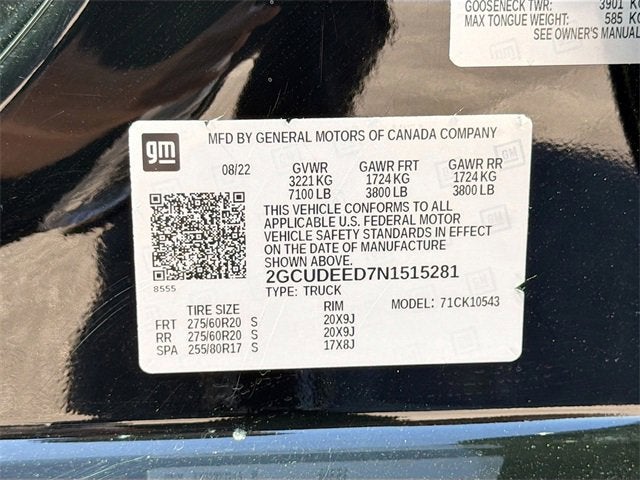 GOOSENECK TWR: 3901 KG
MAX TONGUE WEIGHT: 585 KG
SEE OWNER'S MANUAL
gm
MFD BY GENERAL MOTORS OF CANADA COMPANY
08/22 GVWR GAWR FRT GAWR RR
3221 KG 1724 KG 1724 KG
7100 LB 3800 LB 3800 LB
THIS VEHICLE CONFORMS TO ALL
APPLICABLE U.S. FEDERAL MOTOR
VEHICLE SAFETY STANDARDS IN EFFECT
ON THE DATE OF MANUFACTURE
SHOWN ABOVE.
8555
2GCUDEED7N1515281
TYPE: TRUCK
TIRE SIZE RIM MODEL: 71CK10543
FRT 275/60R20 S 20X9J
RR 275/60R20 S 20X9J
SPA 255/80R17 S 17X8J